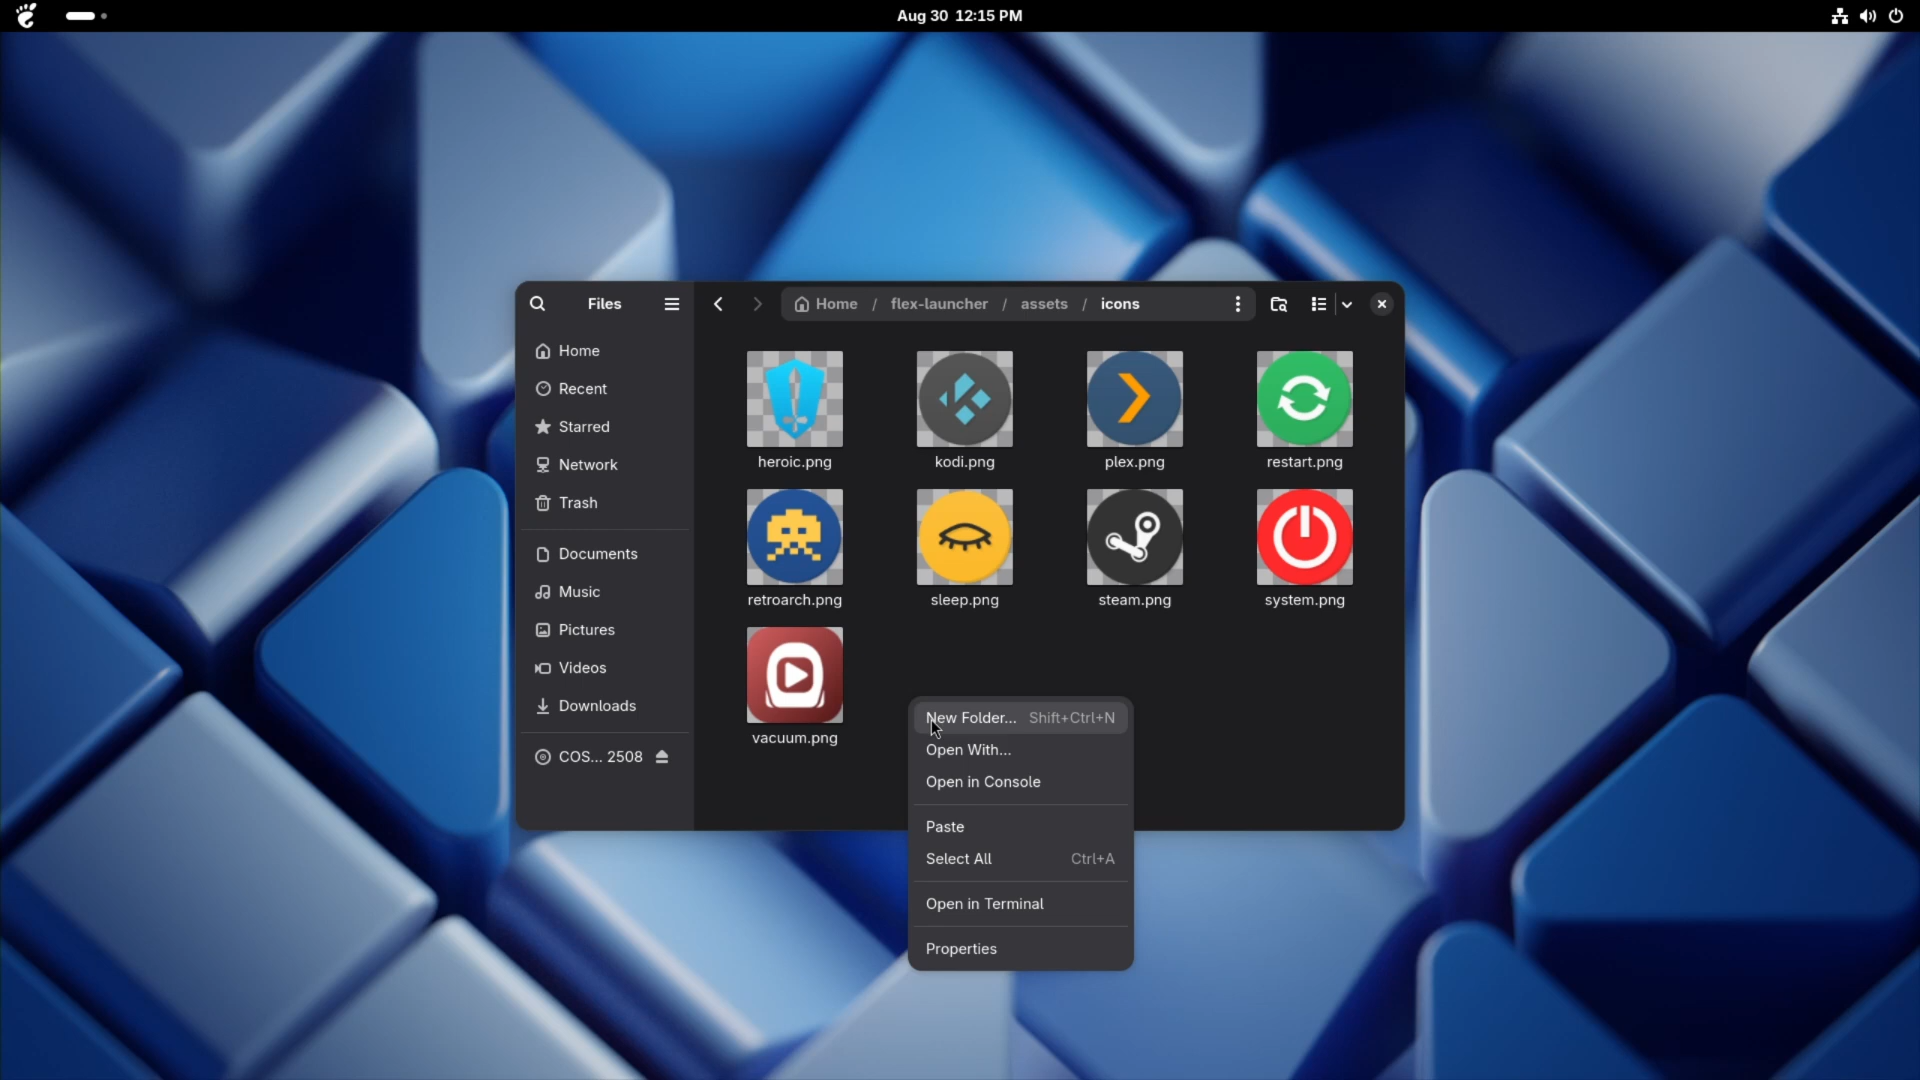 Aug 30 12:15 PM
Files
Home / flex-launcher / assets / icons
Home
Recent
Starred
Network
Trash
Documents
Music
Pictures
Videos
Downloads
COS... 2508
heroic.png
kodi.png
plex.png
restart.png
retroarch.png
sleep.png
steam.png
system.png
vacuum.png
New Folder... Shift+Ctrl+N
Open With...
Open in Console
Paste
Select All Ctrl+A
Open in Terminal
Properties